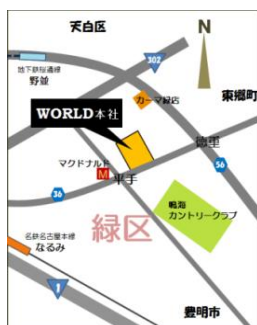 天白区
N
302
地下鉄桜通線
野並
カーマ緑店
東郷町
WORLD本社
徳重
マクドナルド
M
平手
56
36
鳴海
カントリークラブ
緑区
名鉄名古屋本線
なるみ
1
豊明市